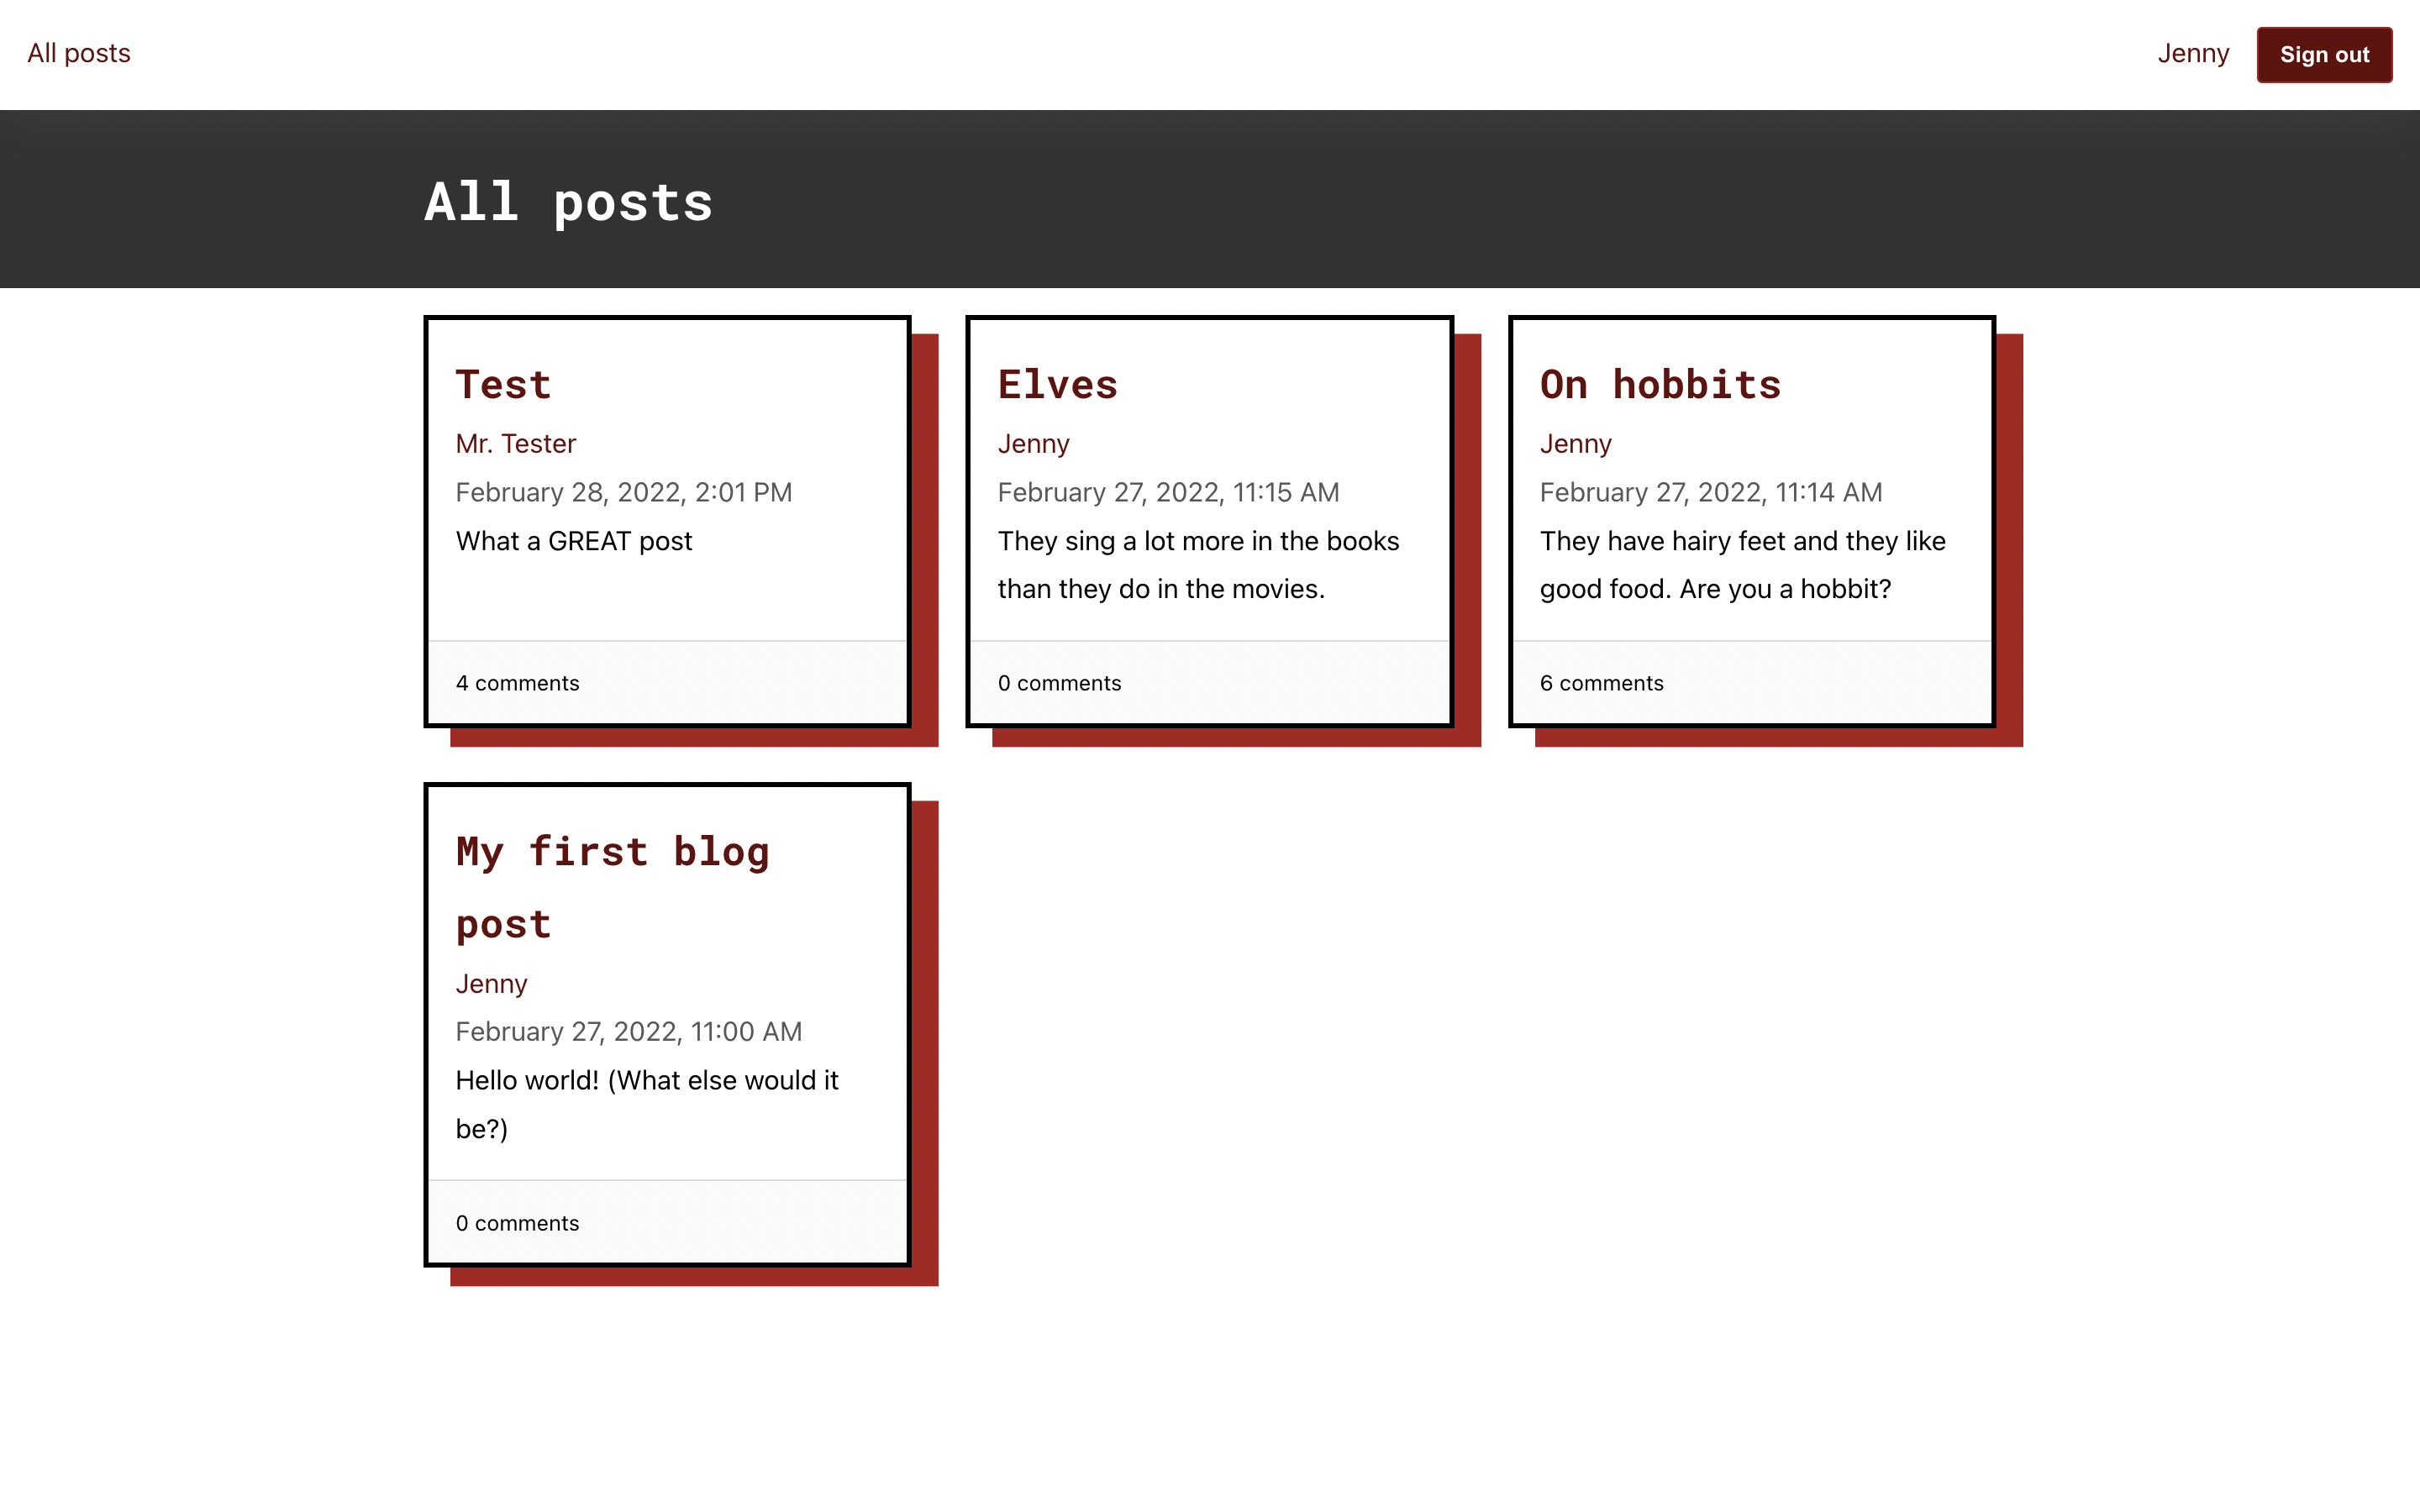 All posts
Jenny
Sign out
All posts
Test
Mr. Tester
February 28, 2022, 2:01 PM
What a GREAT post
4 comments
Elves
Jenny
February 27, 2022, 11:15 AM
They sing a lot more in the books
than they do in the movies.
0 comments
On hobbits
Jenny
February 27, 2022, 11:14 AM
They have hairy feet and they like
good food. Are you a hobbit?
6 comments
My first blog
post
Jenny
February 27, 2022, 11:00 AM
Hello world! (What else would it
be?)
0 comments